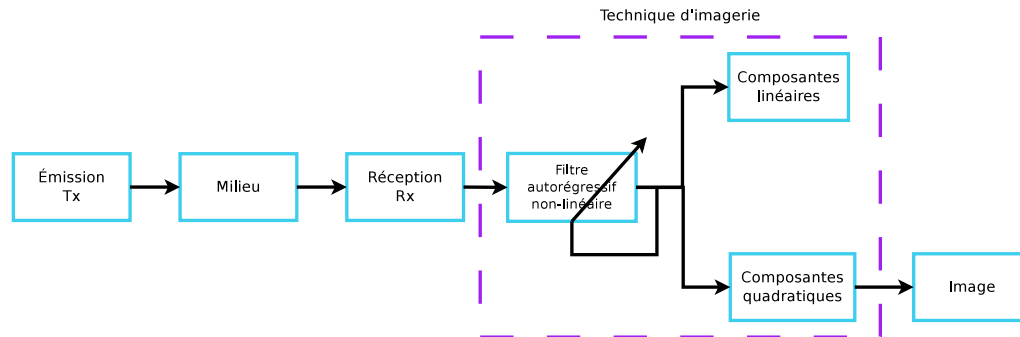 Technique d'imagerie
Composantes
linéaires
Émission
Tx
Milieu
Réception
Rx
Filtre
autorégressif
non-linéaire
Composantes
quadratiques
Image